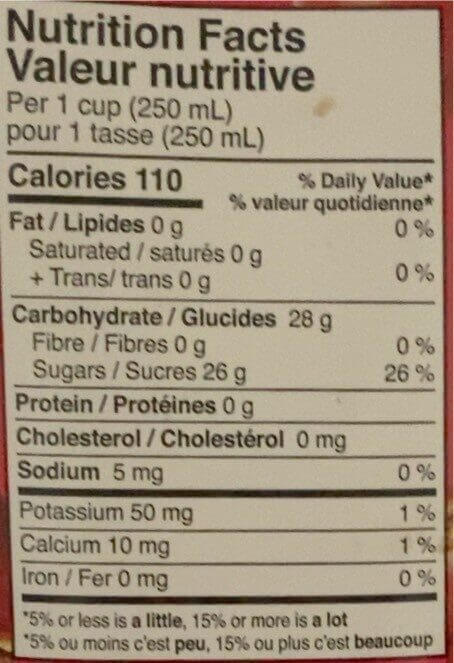 Nutrition Facts
Valeur nutritive
Per 1 cup (250 mL)
pour 1 tasse (250 mL)
Calories 110
% Daily Value*
% valeur quotidienne*
Fat / Lipides 0 g 0 %
Saturated / saturés 0 g
+ Trans/ trans 0 g 0 %
Carbohydrate / Glucides 28 g
Fibre / Fibres 0 g 0 %
Sugars / Sucres 26 g 26 %
Protein / Protéines 0 g
Cholesterol / Cholestérol 0 mg
Sodium 5 mg 0 %
Potassium 50 mg 1 %
Calcium 10 mg 1 %
Iron / Fer 0 mg 0 %
*5% or less is a little, 15% or more is a lot
*5% ou moins c'est peu, 15% ou plus c'est beaucoup